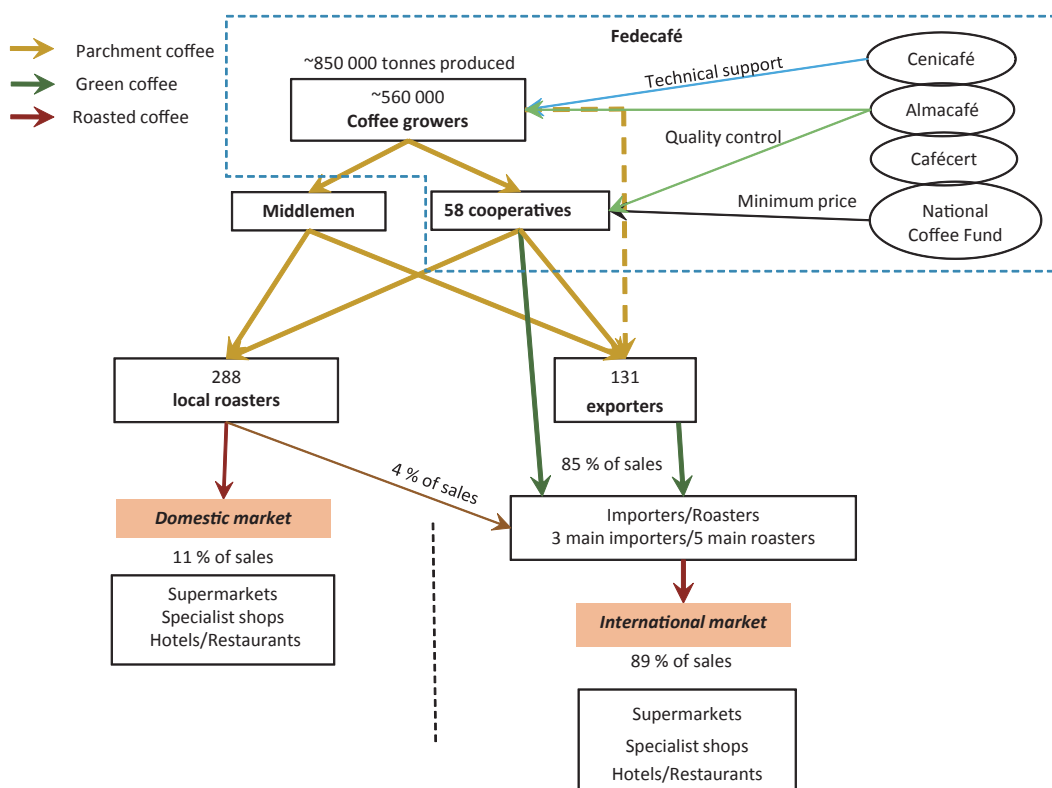 Fedecafé
Parchment coffee
Green coffee
Roasted coffee
~850 000 tonnes produced
~560 000
Coffee growers
Technical support
Cenicafé
Almacafé
Quality control
Cafécert
Minimum price
National
Coffee Fund
Middlemen
58 cooperatives
288
local roasters
131
exporters
4 % of sales
85 % of sales
Domestic market
11 % of sales
Supermarkets
Specialist shops
Hotels/Restaurants
Importers/Roasters
3 main importers/5 main roasters
International market
89 % of sales
Supermarkets
Specialist shops
Hotels/Restaurants